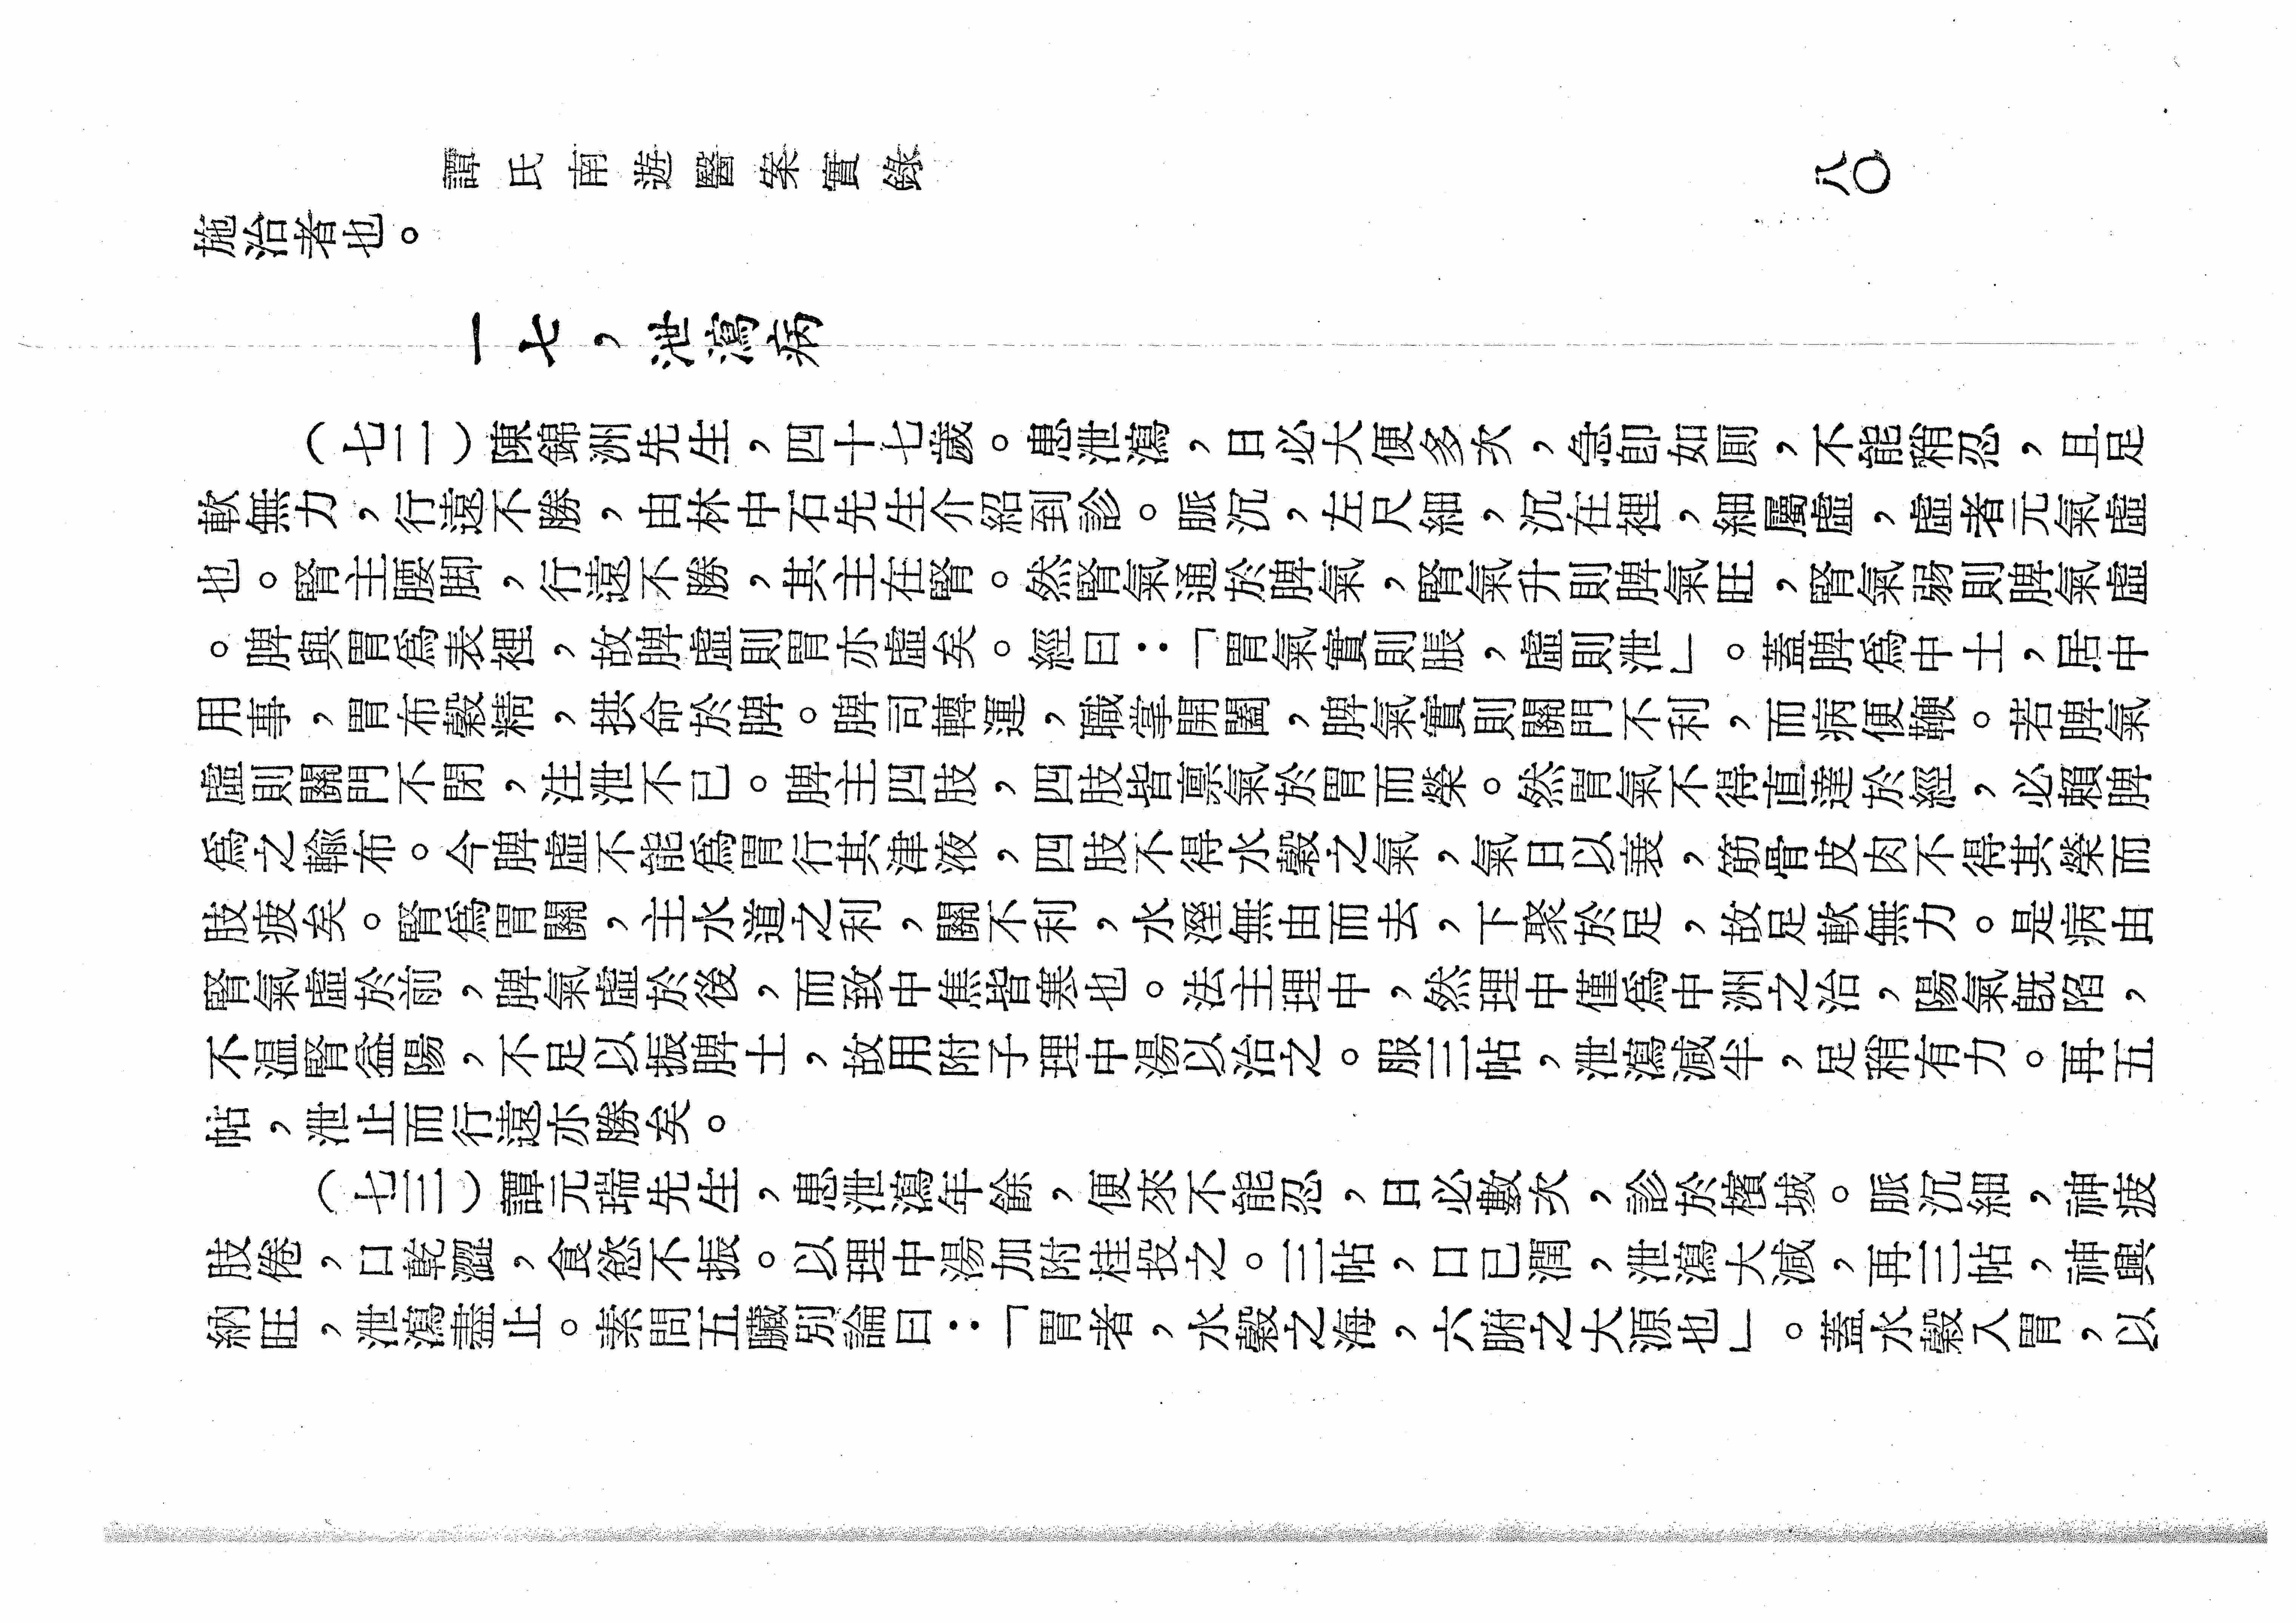 譚氏南遊醫案實錄
八〇
施治者也。
一七，泄瀉病
（七二）陳錦洲先生，四十七歲。患泄瀉，日必大便多次，急卽如厠，不能稍忍，且足
軟無力，行遠不勝，由林中石先生介紹到診。脈沉，左尺細，沉在裡，細屬虛，虛者元氣虛
也。腎主腰脚，行遠不勝，其主在腎。然腎氣通於脾氣，腎氣升則脾氣旺，腎氣弱則脾氣虛
。脾與胃爲表裡，故脾虛則胃亦虛矣。經曰：「胃氣實則脹，虛則泄」。蓋脾爲中土，居中
用事，胃布穀精，拱命於脾。脾司轉運，職掌開闔，脾氣實則關門不利，而病便鞕。若脾氣
虛則關門不閉，注泄不已。脾主四肢，四肢皆禀氣於胃而榮。然胃氣不得直達於經，必賴脾
爲之輸布。今脾虛不能爲胃行其津液，四肢不得水穀之氣，氣日以衰，筋骨皮肉不得其榮而
肢疲矣。腎爲胃關，主水道之利，關不利，水溼無由而去，下聚於足，故足軟無力。是病由
腎氣虛於前，脾氣虛於後，而致中焦皆寒也。法主理中，然理中僅爲中洲之治，陽氣旣陷，
不溫腎益陽，不足以振脾土，故用附子理中湯以治之。服三帖，泄瀉減半，足稍有力。再五
帖，泄止而行遠亦勝矣。
（七三）譚元瑞先生，患泄瀉年餘，便來不能忍，日必數次，診於檳城。脈沉細，神疲
肢倦，口乾澀，食慾不振。以理中湯加附桂投之。三帖，口已潤，泄瀉大減，再三帖，神興
納旺，泄瀉盡止。素問五臟別論曰：「胃者，水穀之海，六腑之大源也」。蓋水穀入胃，以